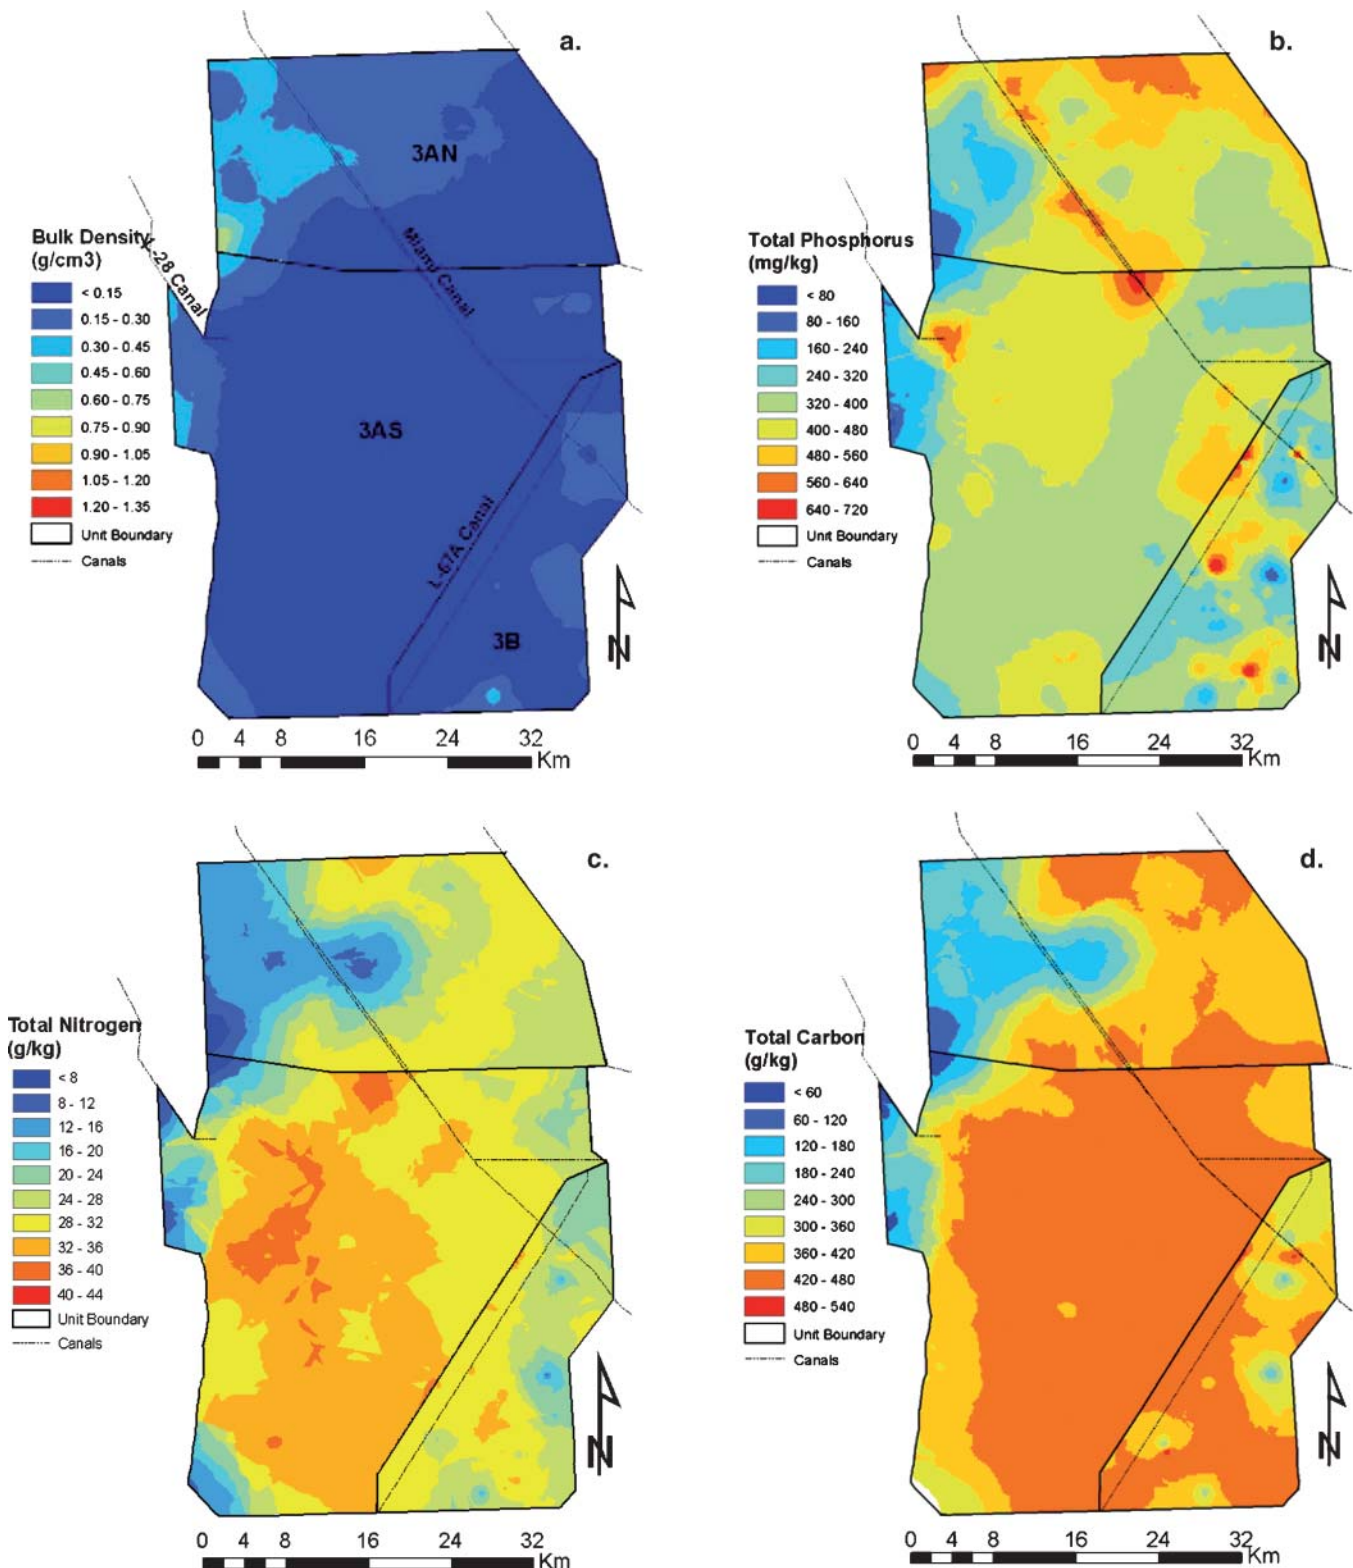 a.
3AN
Bulk Density
(g/cm3)
< 0.15
0.15 - 0.30
0.30 - 0.45
0.45 - 0.60
0.60 - 0.75
0.75 - 0.90
0.90 - 1.05
1.05 - 1.20
1.20 - 1.35
Unit Boundary
Canals
L-28 Canal
Miami Canal
3AS
L-67A Canal
3B
N
0 4 8 16 24 32
Km
b.
Total Phosphorus
(mg/kg)
< 80
80 - 160
160 - 240
240 - 320
320 - 400
400 - 480
480 - 560
560 - 640
640 - 720
Unit Boundary
Canals
N
0 4 8 16 24 32
Km
c.
Total Nitrogen
(g/kg)
< 8
8 - 12
12 - 16
16 - 20
20 - 24
24 - 28
28 - 32
32 - 36
36 - 40
40 - 44
Unit Boundary
Canals
N
0 4 8 16 24 32
Km
d.
Total Carbon
(g/kg)
< 60
60 - 120
120 - 180
180 - 240
240 - 300
300 - 360
360 - 420
420 - 480
480 - 540
Unit Boundary
Canals
N
0 4 8 16 24 32
Km